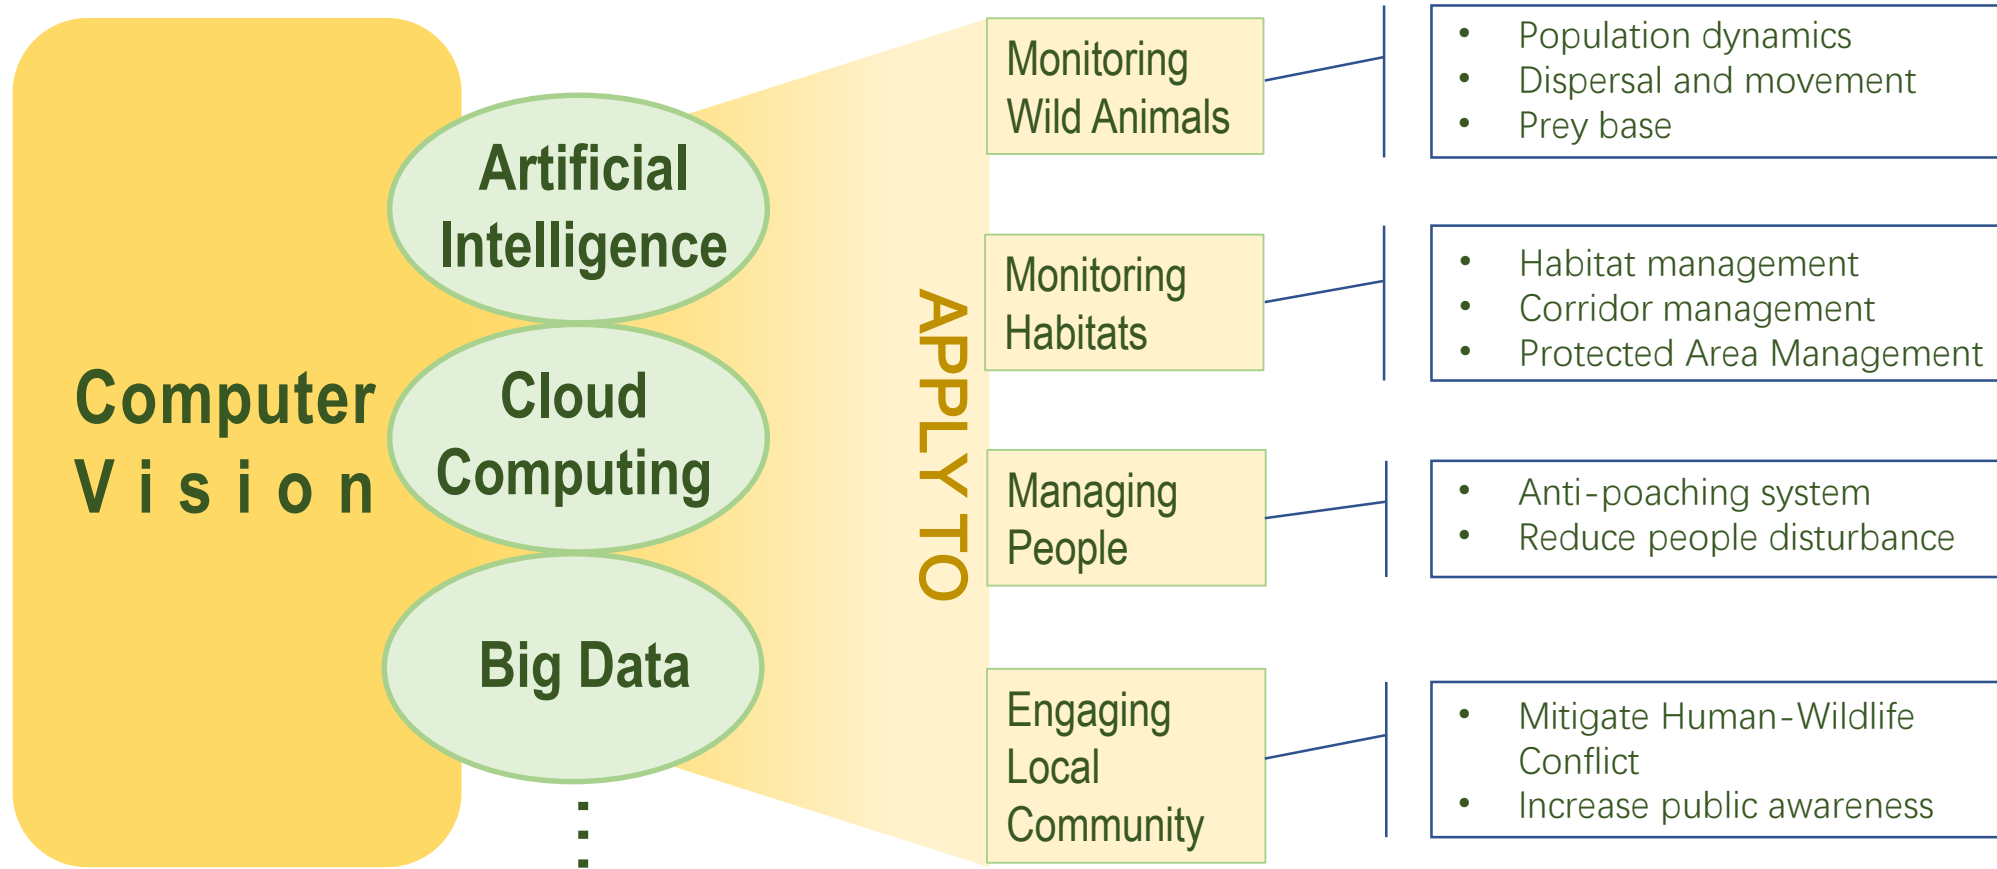 Computer
Vision
Artificial
Intelligence
Cloud
Computing
Big Data
APPLY TO
Monitoring
Wild Animals
• Population dynamics
• Dispersal and movement
• Prey base
Monitoring
Habitats
• Habitat management
• Corridor management
• Protected Area Management
Managing
People
• Anti-poaching system
• Reduce people disturbance
Engaging
Local
Community
• Mitigate Human-Wildlife
Conflict
• Increase public awareness